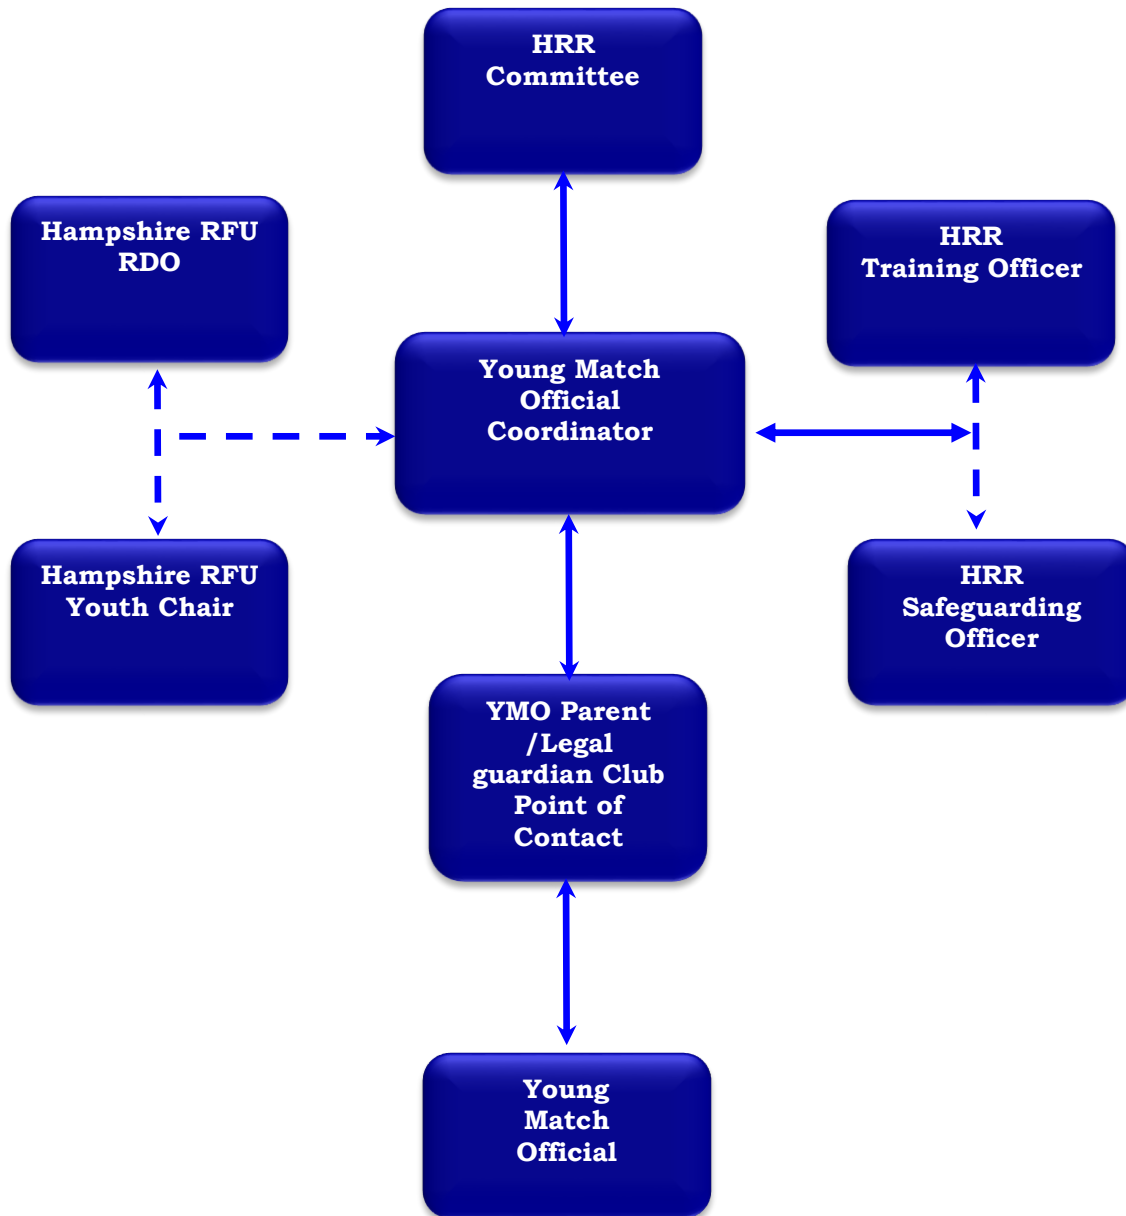 HRR
Committee
Hampshire RFU
RDO
HRR
Training Officer
Young Match
Official
Coordinator
Hampshire RFU
Youth Chair
HRR
Safeguarding
Officer
YMO Parent
/Legal
guardian Club
Point of
Contact
Young
Match
Official